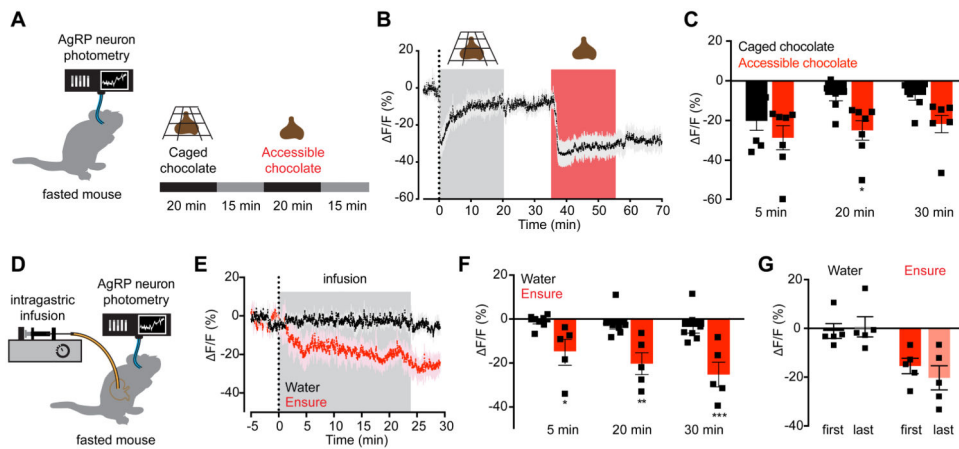 A
AgRP neuron
photometry
fasted mouse
Caged
chocolate
Accessible
chocolate
20 min
15 min
20 min
15 min
B
ΔF/F (%)
20
0
-20
-40
-60
0 10 20 30 40 50 60 70
Time (min)
C
Caged chocolate
Accessible chocolate
ΔF/F (%)
20
0
-20
-40
-60
*
5 min
20 min
30 min
D
intragastric
infusion
AgRP neuron
photometry
fasted mouse
E
infusion
ΔF/F (%)
20
0
-20
-40
Water
Ensure
-5 0 5 10 15 20 25 30
Time (min)
F
Water
Ensure
ΔF/F (%)
20
0
-20
-40
* ** ***
5 min
20 min
30 min
G
Water
Ensure
ΔF/F (%)
20
0
-20
-40
first last first last